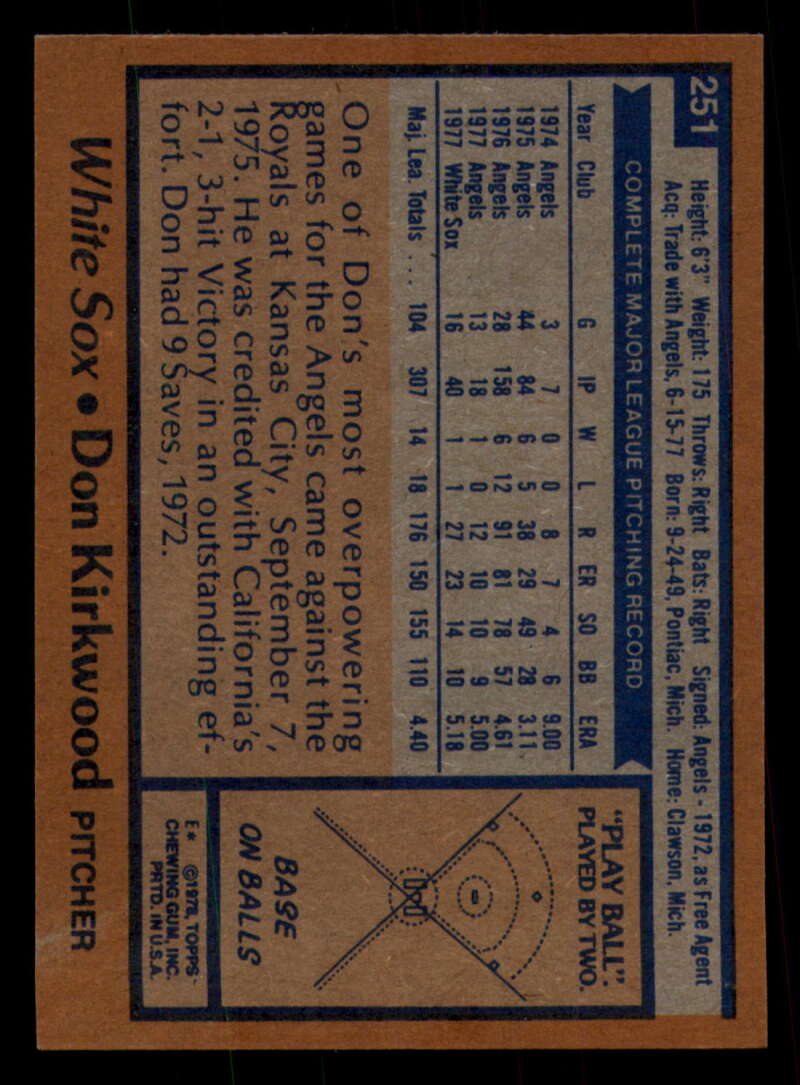 251
Height: 6'3" Weight: 175 Throws: Right Bats: Right Signed: Angels - 1972, as Free Agent
Acq: Trade with Angels, 6-15-77 Born: 9-24-49, Pontiac, Mich. Home: Clawson, Mich.
COMPLETE MAJOR LEAGUE PITCHING RECORD
Year Club G IP W L R ER SO BB ERA
1974 Angels 3 7 0 0 8 7 4 6 9.00
1975 Angels 44 84 6 5 38 29 49 28 3.11
1976 Angels 28 158 6 12 91 81 78 57 4.61
1977 Angels 13 18 1 0 12 10 10 9 5.00
1977 White Sox 16 40 1 1 27 23 14 10 5.18
Maj. Lea. Totals ... 104 307 14 18 176 150 155 110 4.40
One of Don's most overpowering
games for the Angels came against the
Royals at Kansas City, September 7,
1975. He was credited with California's
2-1, 3-hit Victory in an outstanding ef-
fort. Don had 9 Saves, 1972.
"PLAY BALL".
PLAYED BY TWO.
BASE
ON BALLS
E* ©1978, TOPPS
CHEWING GUM, INC.
PRTD. IN U.S.A.
White Sox • Don Kirkwood PITCHER